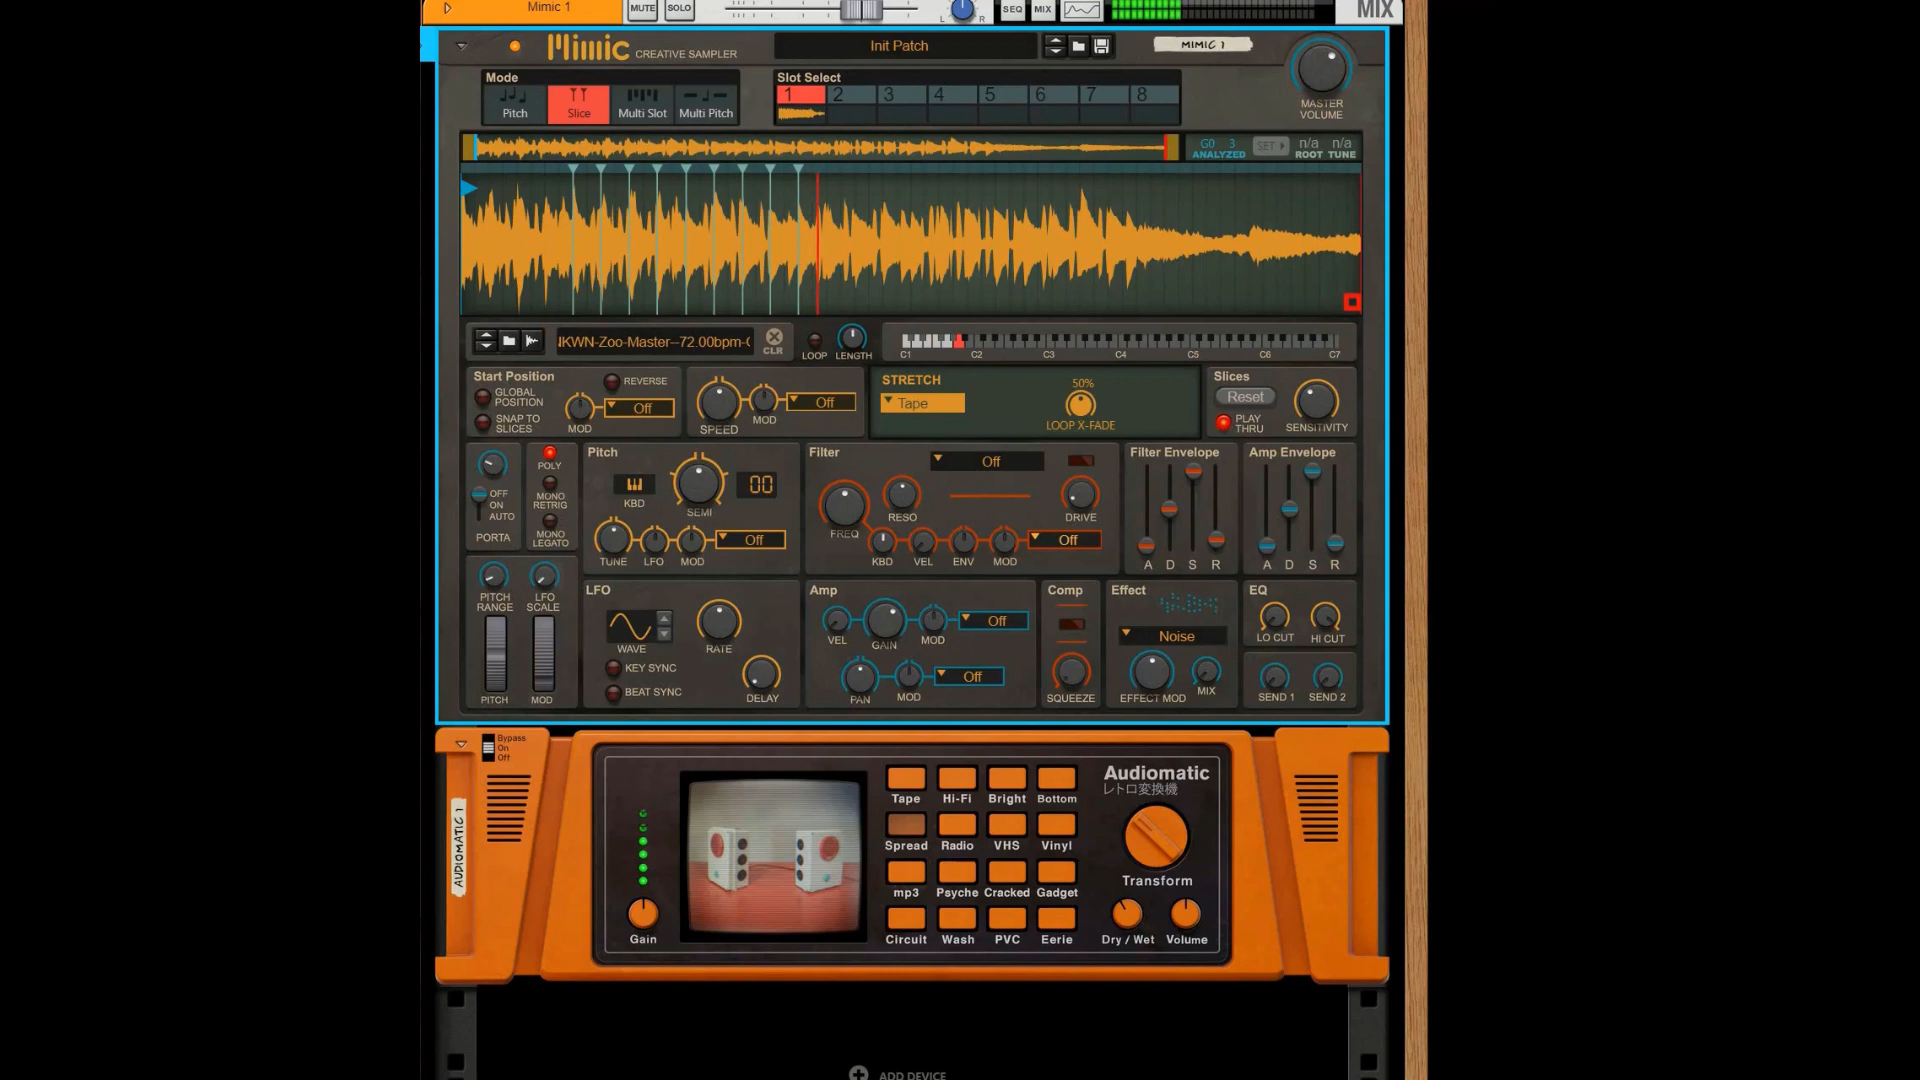 Mimic 1
MUTE
SOLO
L
R
SEQ
MIX
MIX
Mimic CREATIVE SAMPLER
Init Patch
MIMIC 1
MASTER
VOLUME
Mode
Pitch
Slice
Multi Slot
Multi Pitch
Slot Select
1 2 3 4 5 6 7 8
G0 3
ANALYZED
SET
n/a n/a
ROOT TUNE
KWN-Zoo-Master--72.00bpm-
CLR
LOOP
LENGTH
C1 C2 C3 C4 C5 C6 C7
Start Position
GLOBAL
POSITION
SNAP TO
SLICES
REVERSE
MOD
Off
SPEED
MOD
Off
STRETCH
Tape
50%
LOOP X-FADE
Slices
Reset
PLAY
THRU
SENSITIVITY
OFF
ON
AUTO
PORTA
POLY
MONO
RETRIG
MONO
LEGATO
Pitch
KBD
SEMI
00
TUNE
LFO
MOD
Off
Filter
Off
FREQ
RESO
DRIVE
KBD
VEL
ENV
MOD
Off
Filter Envelope
A D S R
Amp Envelope
A D S R
PITCH
RANGE
LFO
SCALE
PITCH
MOD
LFO
WAVE
RATE
KEY SYNC
BEAT SYNC
DELAY
Amp
VEL
GAIN
MOD
Off
PAN
MOD
Off
Comp
SQUEEZE
Effect
Noise
EFFECT MOD
MIX
EQ
LO CUT
HI CUT
SEND 1
SEND 2
Bypass
On
Off
AUDIOMATIC 1
Gain
Tape Hi-Fi Bright Bottom
Spread Radio VHS Vinyl
mp3 Psyche Cracked Gadget
Circuit Wash PVC Eerie
Audiomatic
レトロ変換機
Transform
Dry / Wet
Volume
ADD DEVICE